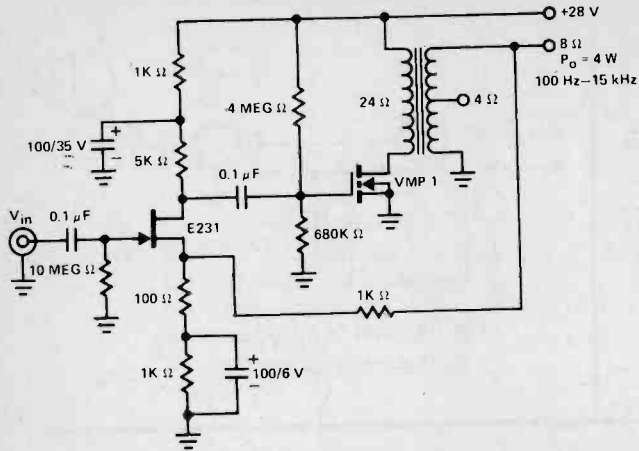 +28 V
8 Ω
P₀ = 4 W
100 Hz–15 kHz
1K Ω
4 MEG Ω
24 Ω
4 Ω
100/35 V
+
–
5K Ω
0.1 μF
VMP 1
Vin
0.1 μF
E231
680K Ω
10 MEG Ω
100 Ω
1K Ω
1K Ω
+
100/6 V
–